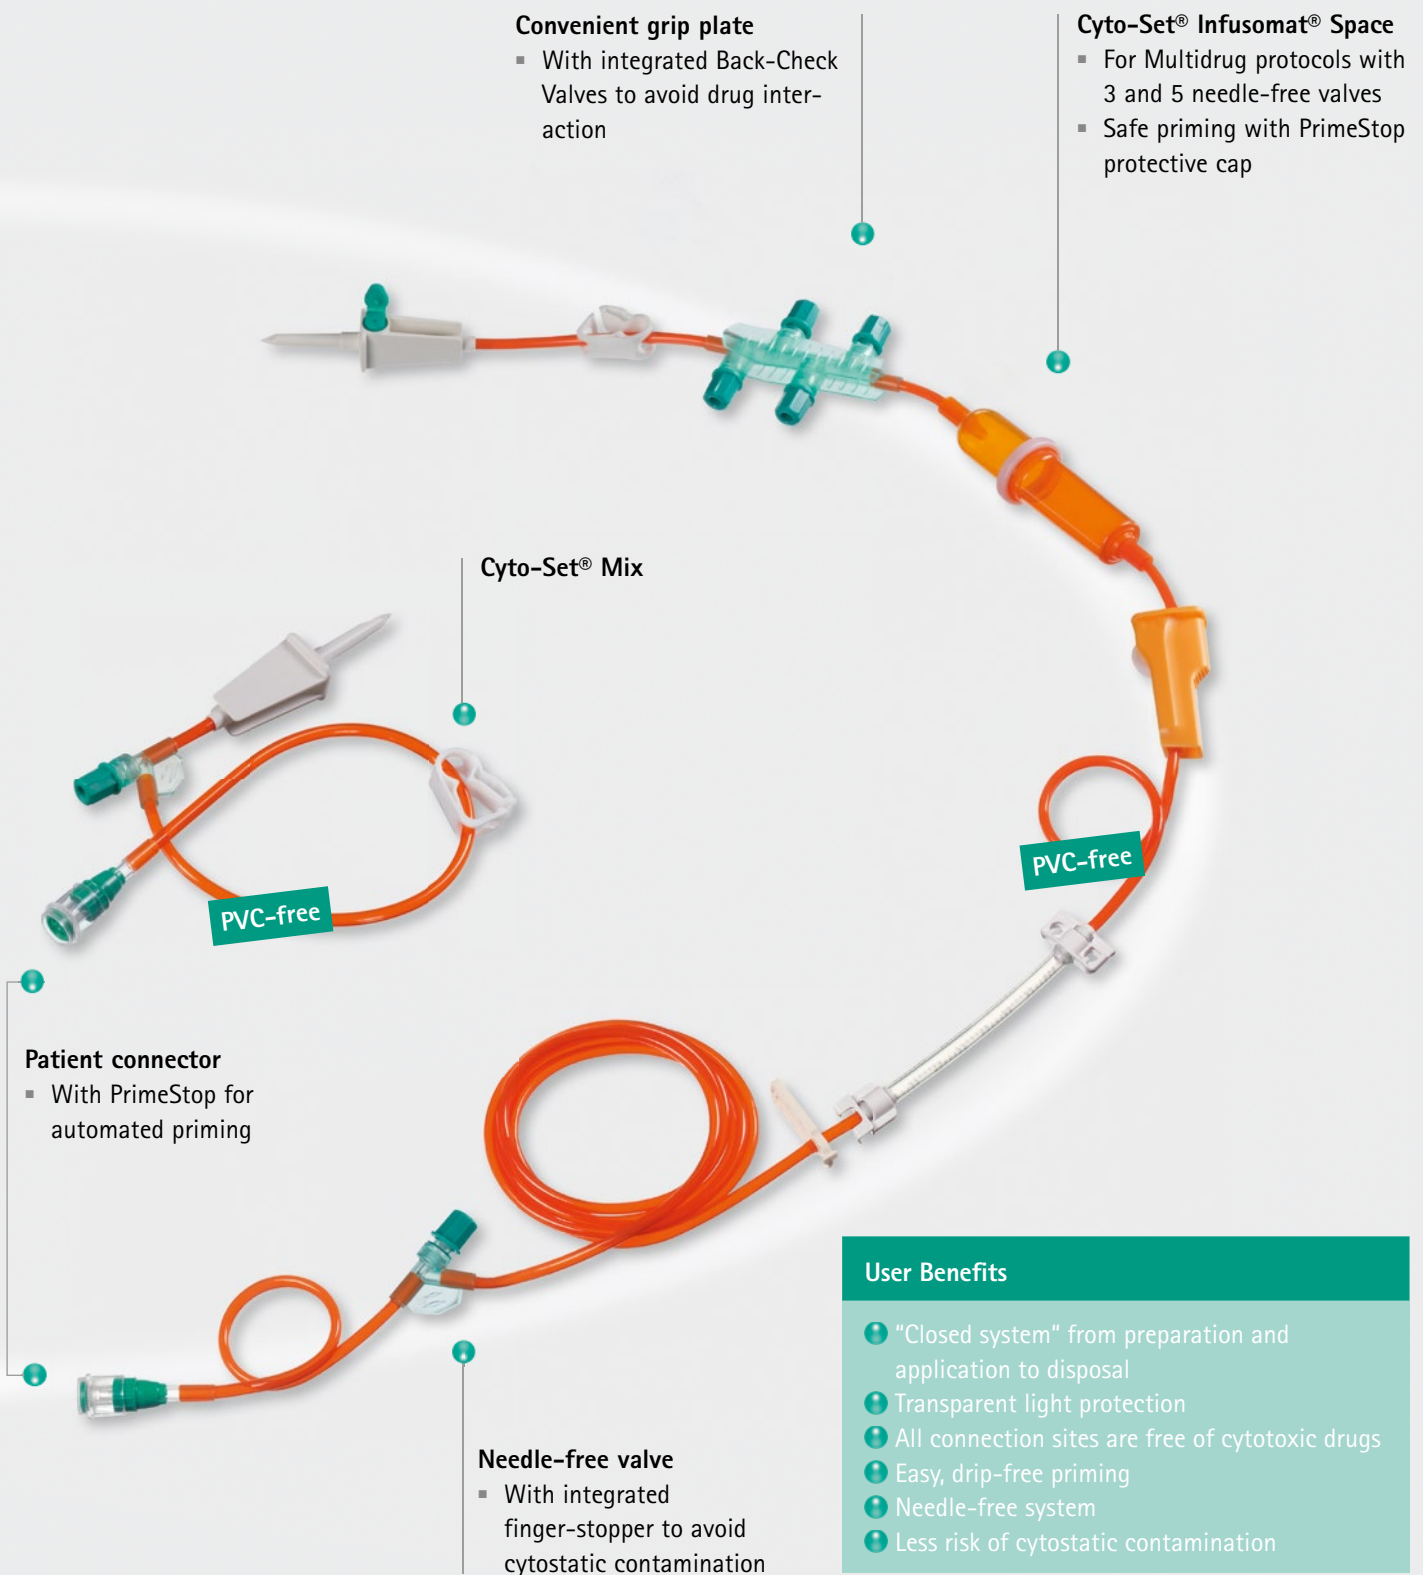 Convenient grip plate
▪ With integrated Back-Check
Valves to avoid drug inter-
action
Cyto-Set® Infusomat® Space
▪ For Multidrug protocols with
3 and 5 needle-free valves
▪ Safe priming with PrimeStop
protective cap
Cyto-Set® Mix
PVC-free
PVC-free
Patient connector
▪ With PrimeStop for
automated priming
Needle-free valve
▪ With integrated
finger-stopper to avoid
cytostatic contamination
User Benefits
"Closed system" from preparation and
application to disposal
Transparent light protection
All connection sites are free of cytotoxic drugs
Easy, drip-free priming
Needle-free system
Less risk of cytostatic contamination